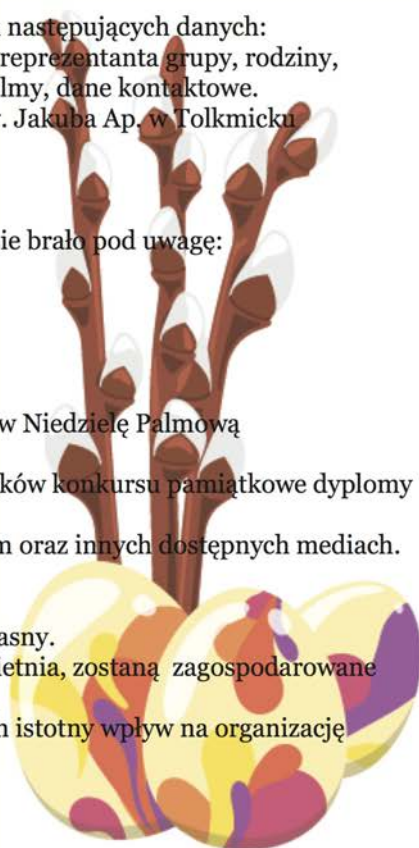 następujących danych:
reprezentanta grupy, rodziny,
lmy, dane kontaktowe.
. Jakuba Ap. w Tolkmicku
ie brało pod uwagę:
w Niedzielę Palmową
ków konkursu pamiątkowe dyplomy
m oraz innych dostępnych mediach.
asny.
ietnia, zostaną zagospodarowane
h istotny wpływ na organizację